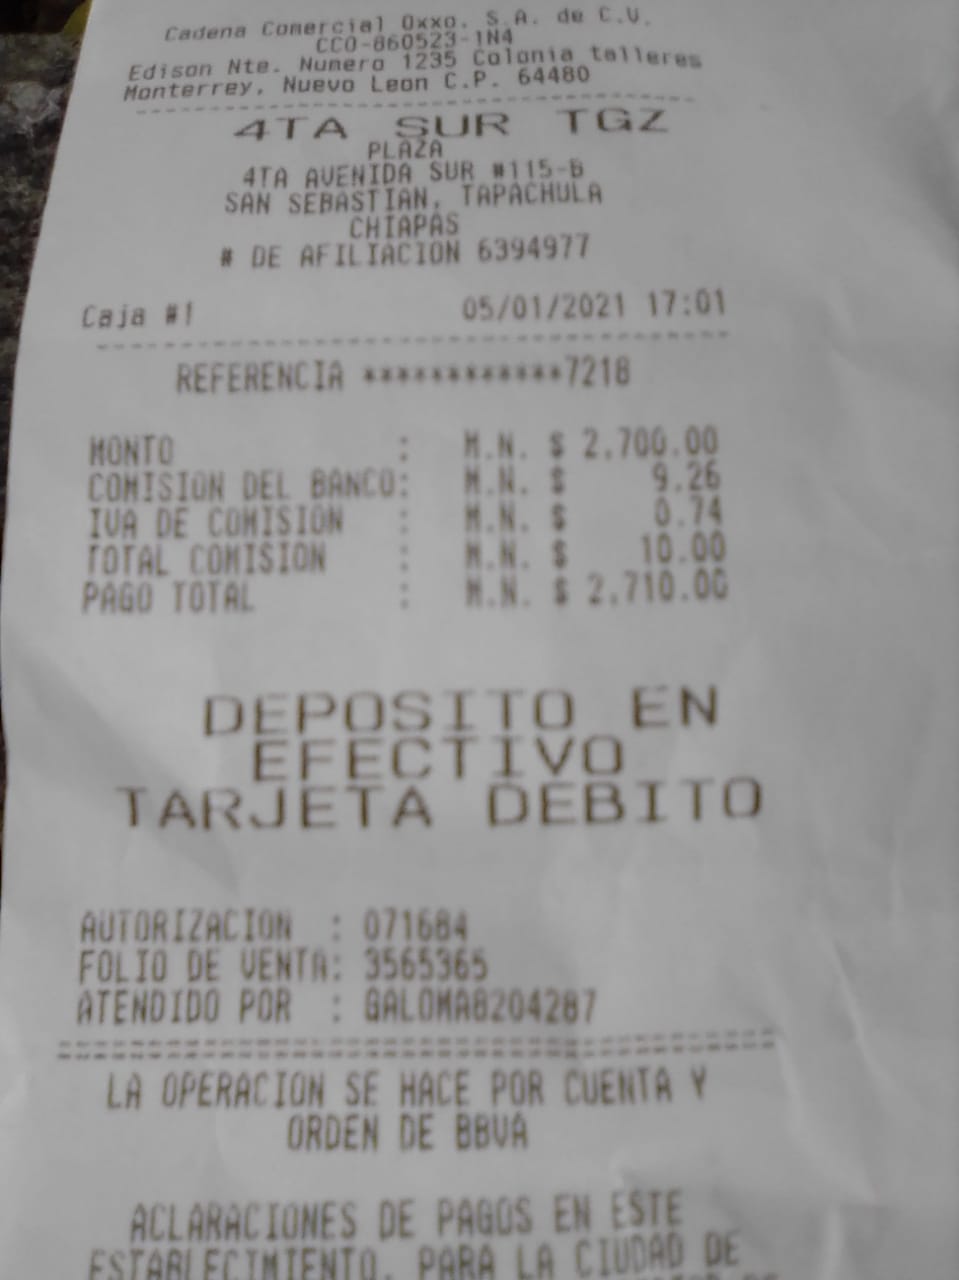 Cadena Comercial Oxxo. S.A. de C.V.
CCO-860523-1N4
Edison Nte. Numero 1235 Colonia talleres
Monterrey, Nuevo Leon C.P. 64480
4TA SUR TGZ
PLAZA
4TA AVENIDA SUR #115-B
SAN SEBASTIAN, TAPACHULA
CHIAPAS
# DE AFILIACION 6394977
Caja #1 05/01/2021 17:01
REFERENCIA ************7218
MONTO : M.N. $ 2,700.00
COMISION DEL BANCO: M.N. $ 9.26
IVA DE COMISION : M.N. $ 0.74
TOTAL COMISION : M.N. $ 10.00
PAGO TOTAL : M.N. $ 2,710.00
DEPOSITO EN
EFECTIVO
TARJETA DEBITO
AUTORIZACION : 071684
FOLIO DE VENTA: 3565365
ATENDIDO POR : GALOMA8204287
LA OPERACION SE HACE POR CUENTA Y
ORDEN DE BBVA
ACLARACIONES DE PAGOS EN ESTE
ESTABLECIMIENTO, PARA LA CIUDAD DE